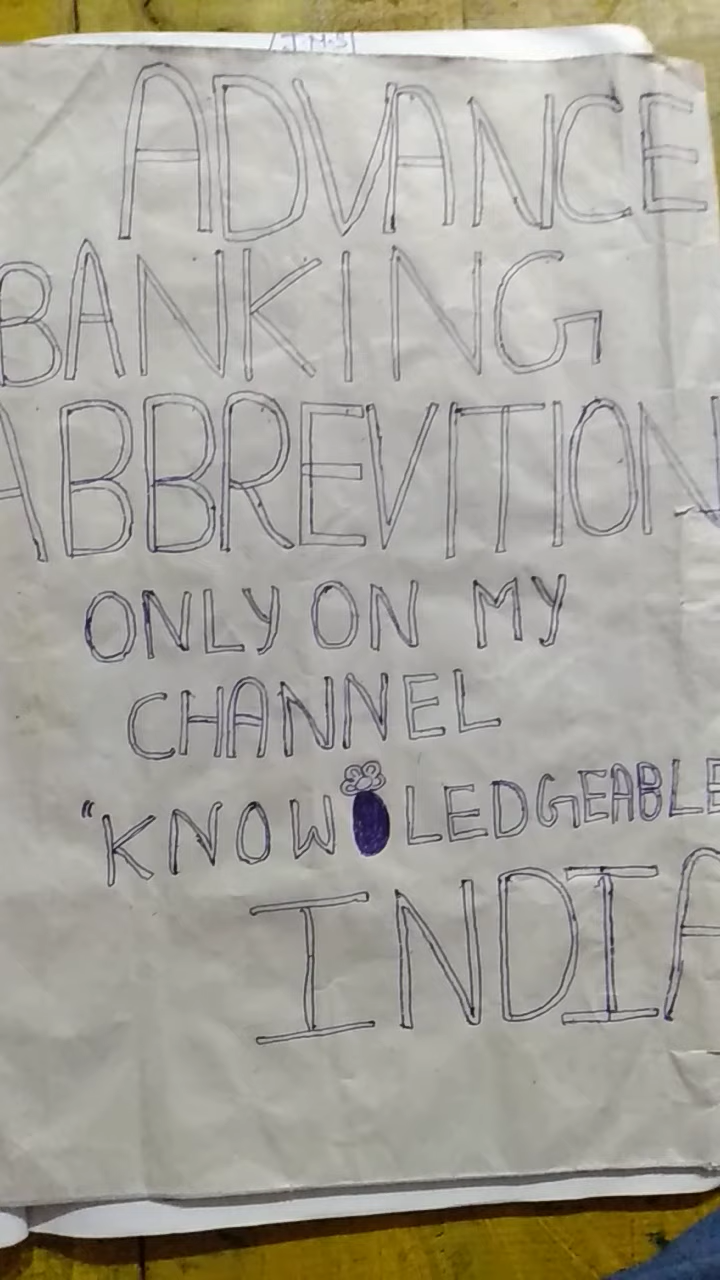 J.M.S
ADVANCE
BANKING
ABBREVITION
ONLY ON MY
CHANNEL
"KNOWLEDGEABLE
INDIA